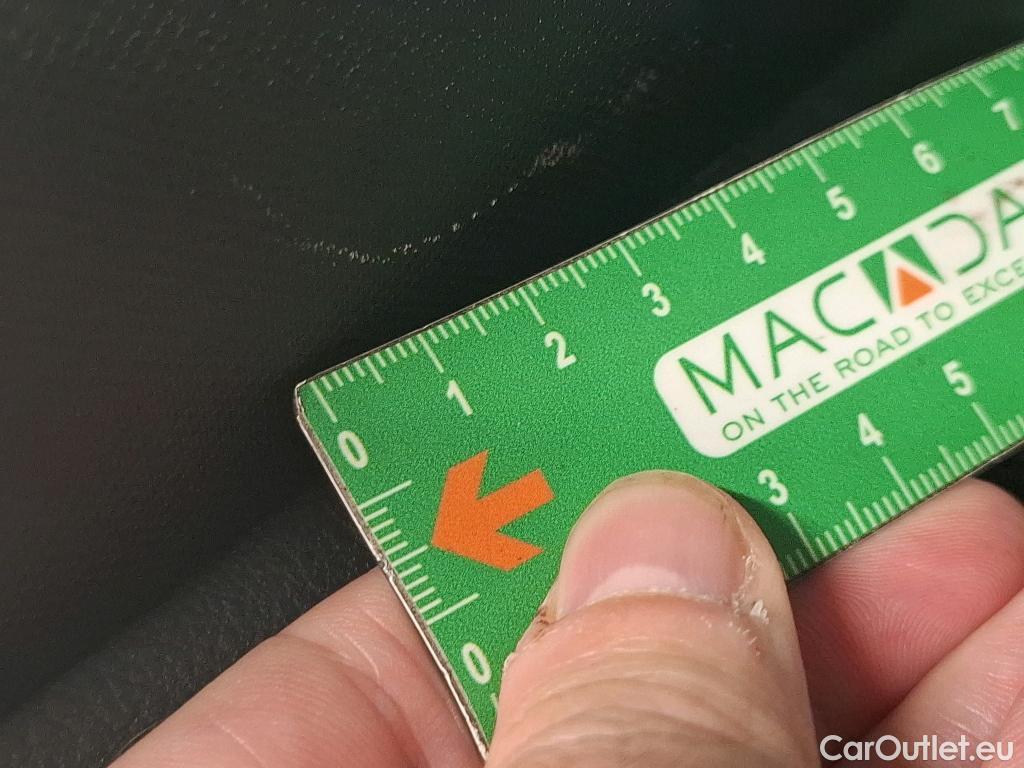 0 1 2 3 4 5 6 7
MACADA
ON THE ROAD TO EXCE
3 4 5
0
CarOutlet.eu